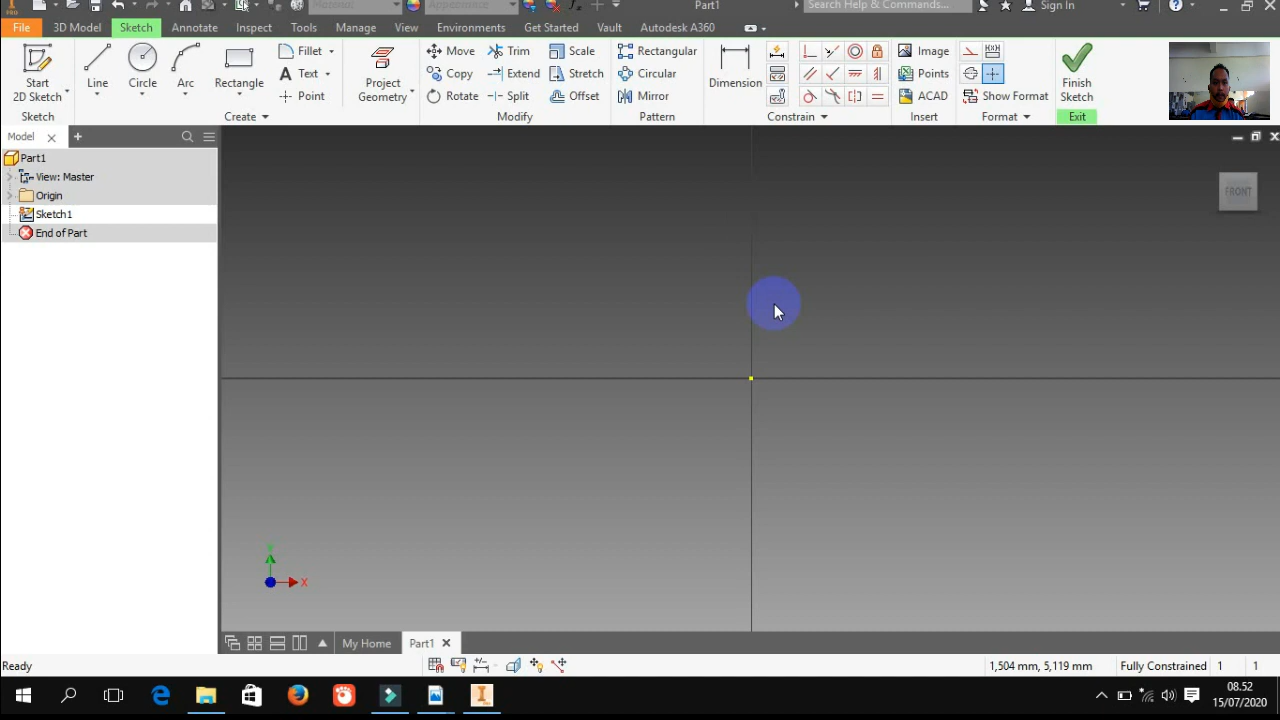 Material
Appearance
Part1
Search Help & Commands...
Sign In
PRO
File
3D Model
Sketch
Annotate
Inspect
Tools
Manage
View
Environments
Get Started
Vault
Autodesk A360
Start
2D Sketch
Line
Circle
Arc
Rectangle
Fillet
Text
Point
Project
Geometry
Move
Copy
Rotate
Trim
Extend
Split
Scale
Stretch
Offset
Rectangular
Circular
Mirror
Dimension
Image
Points
ACAD
Show Format
Finish
Sketch
Sketch
Create
Modify
Pattern
Constrain
Insert
Format
Exit
Model
Part1
View: Master
Origin
Sketch1
End of Part
FRONT
Y
X
My Home
Part1
Ready
1,504 mm, 5,119 mm
Fully Constrained
1
1
08.52
15/07/2020